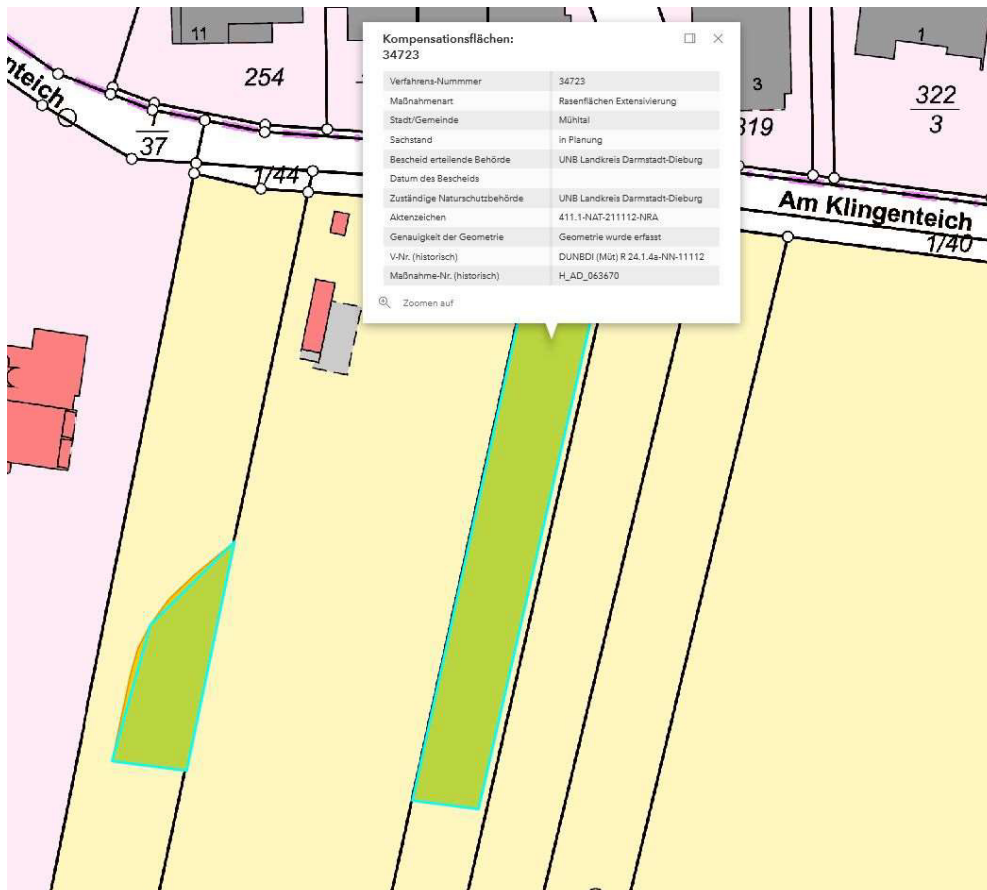 Kompensationsflächen:
34723
Verfahrens-Nummmer 34723
Maßnahmenart Rasenflächen Extensivierung
Stadt/Gemeinde Mühltal
Sachstand in Planung
Bescheid erteilende Behörde UNB Landkreis Darmstadt-Dieburg
Datum des Bescheids
Zuständige Naturschutzbehörde UNB Landkreis Darmstadt-Dieburg
Aktenzeichen 411.1-NAT-211112-NRA
Genauigkeit der Geometrie Geometrie wurde erfasst
V-Nr. (historisch) DUNBDI (Müt) R 24.1.4a-NN-11112
Maßnahme-Nr. (historisch) H_AD_063670
Zoomen auf
11
254
1
3
322
3
319
enteich
37
1/44
Am Klingenteich
1/40